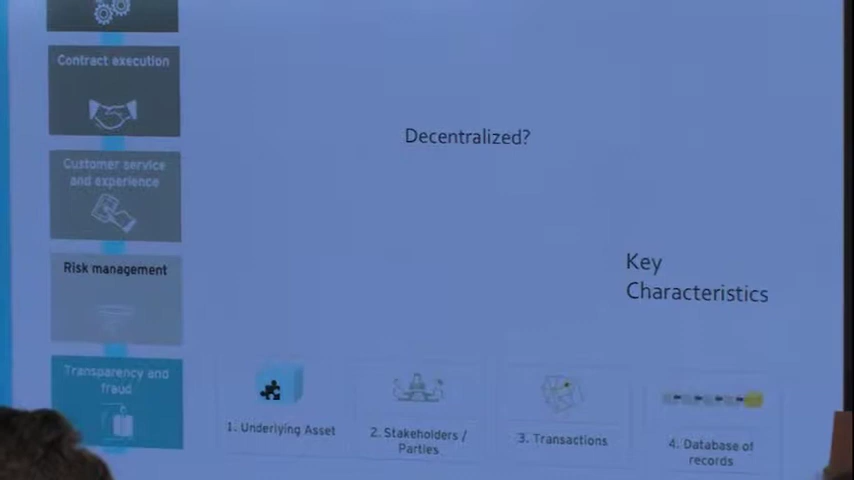 Contract execution
Customer service
and experience
Risk management
Transparency and
fraud
Decentralized?
Key
Characteristics
1. Underlying Asset
2. Stakeholders /
Parties
3. Transactions
4. Database of
records